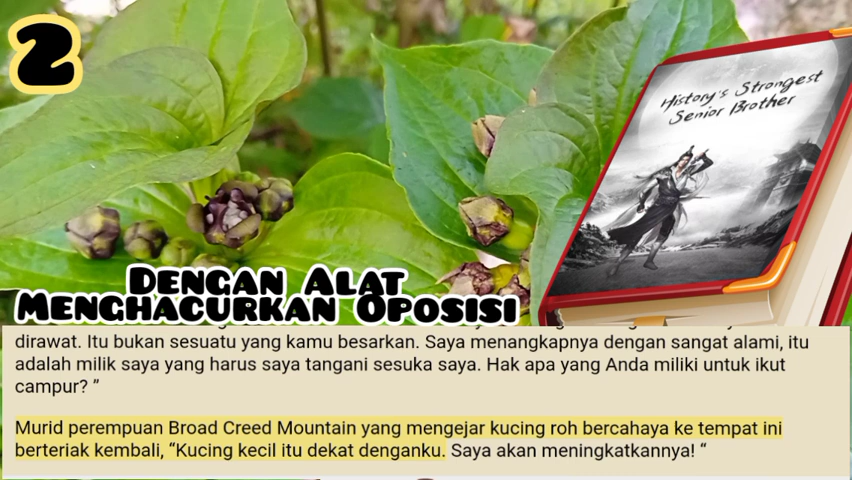 2
History's Strongest
Senior Brother
DENGAN ALAT
MENGHACURKAN OPOSISI
dirawat. Itu bukan sesuatu yang kamu besarkan. Saya menangkapnya dengan sangat alami, itu
adalah milik saya yang harus saya tangani sesuka saya. Hak apa yang Anda miliki untuk ikut
campur? ”
Murid perempuan Broad Creed Mountain yang mengejar kucing roh bercahaya ke tempat ini
berteriak kembali, “Kucing kecil itu dekat denganku. Saya akan meningkatkannya! “